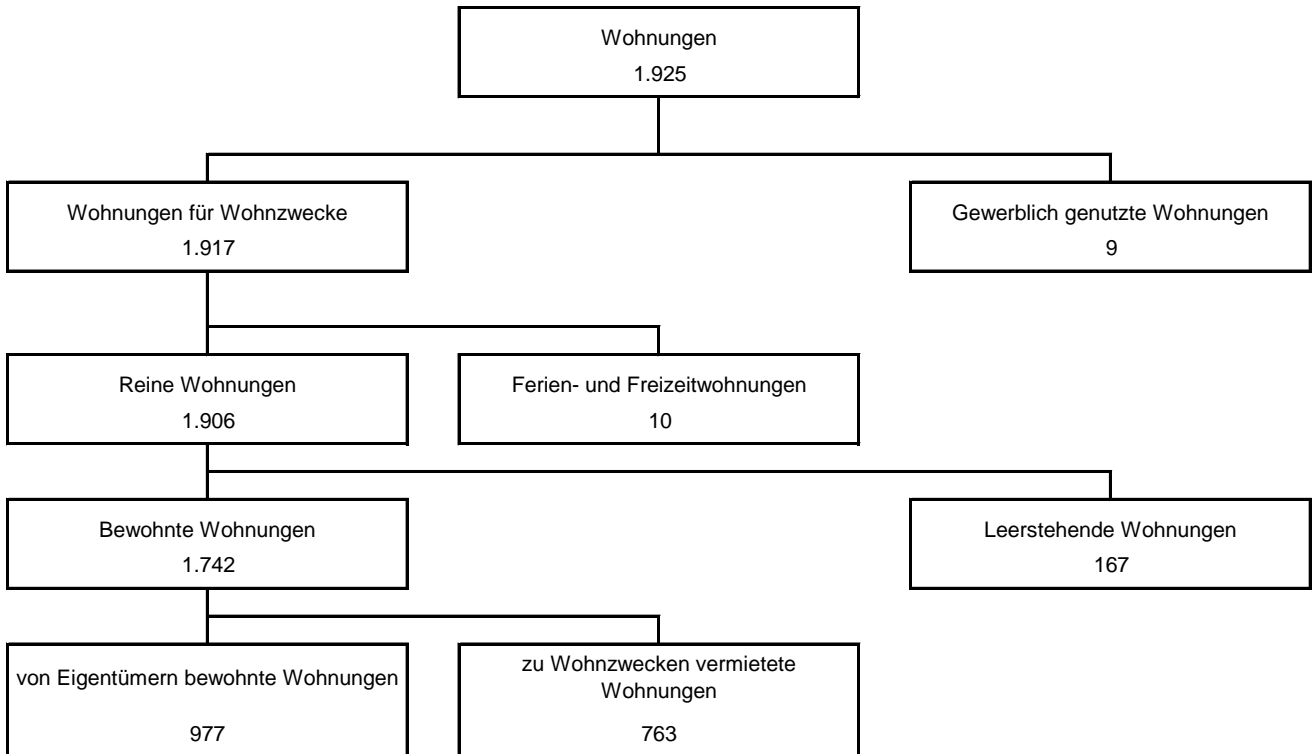 Wohnungen
1.925
Wohnungen für Wohnzwecke
1.917
Gewerblich genutzte Wohnungen
9
Reine Wohnungen
1.906
Ferien- und Freizeitwohnungen
10
Bewohnte Wohnungen
1.742
Leerstehende Wohnungen
167
von Eigentümern bewohnte Wohnungen
977
zu Wohnzwecken vermietete
Wohnungen
763